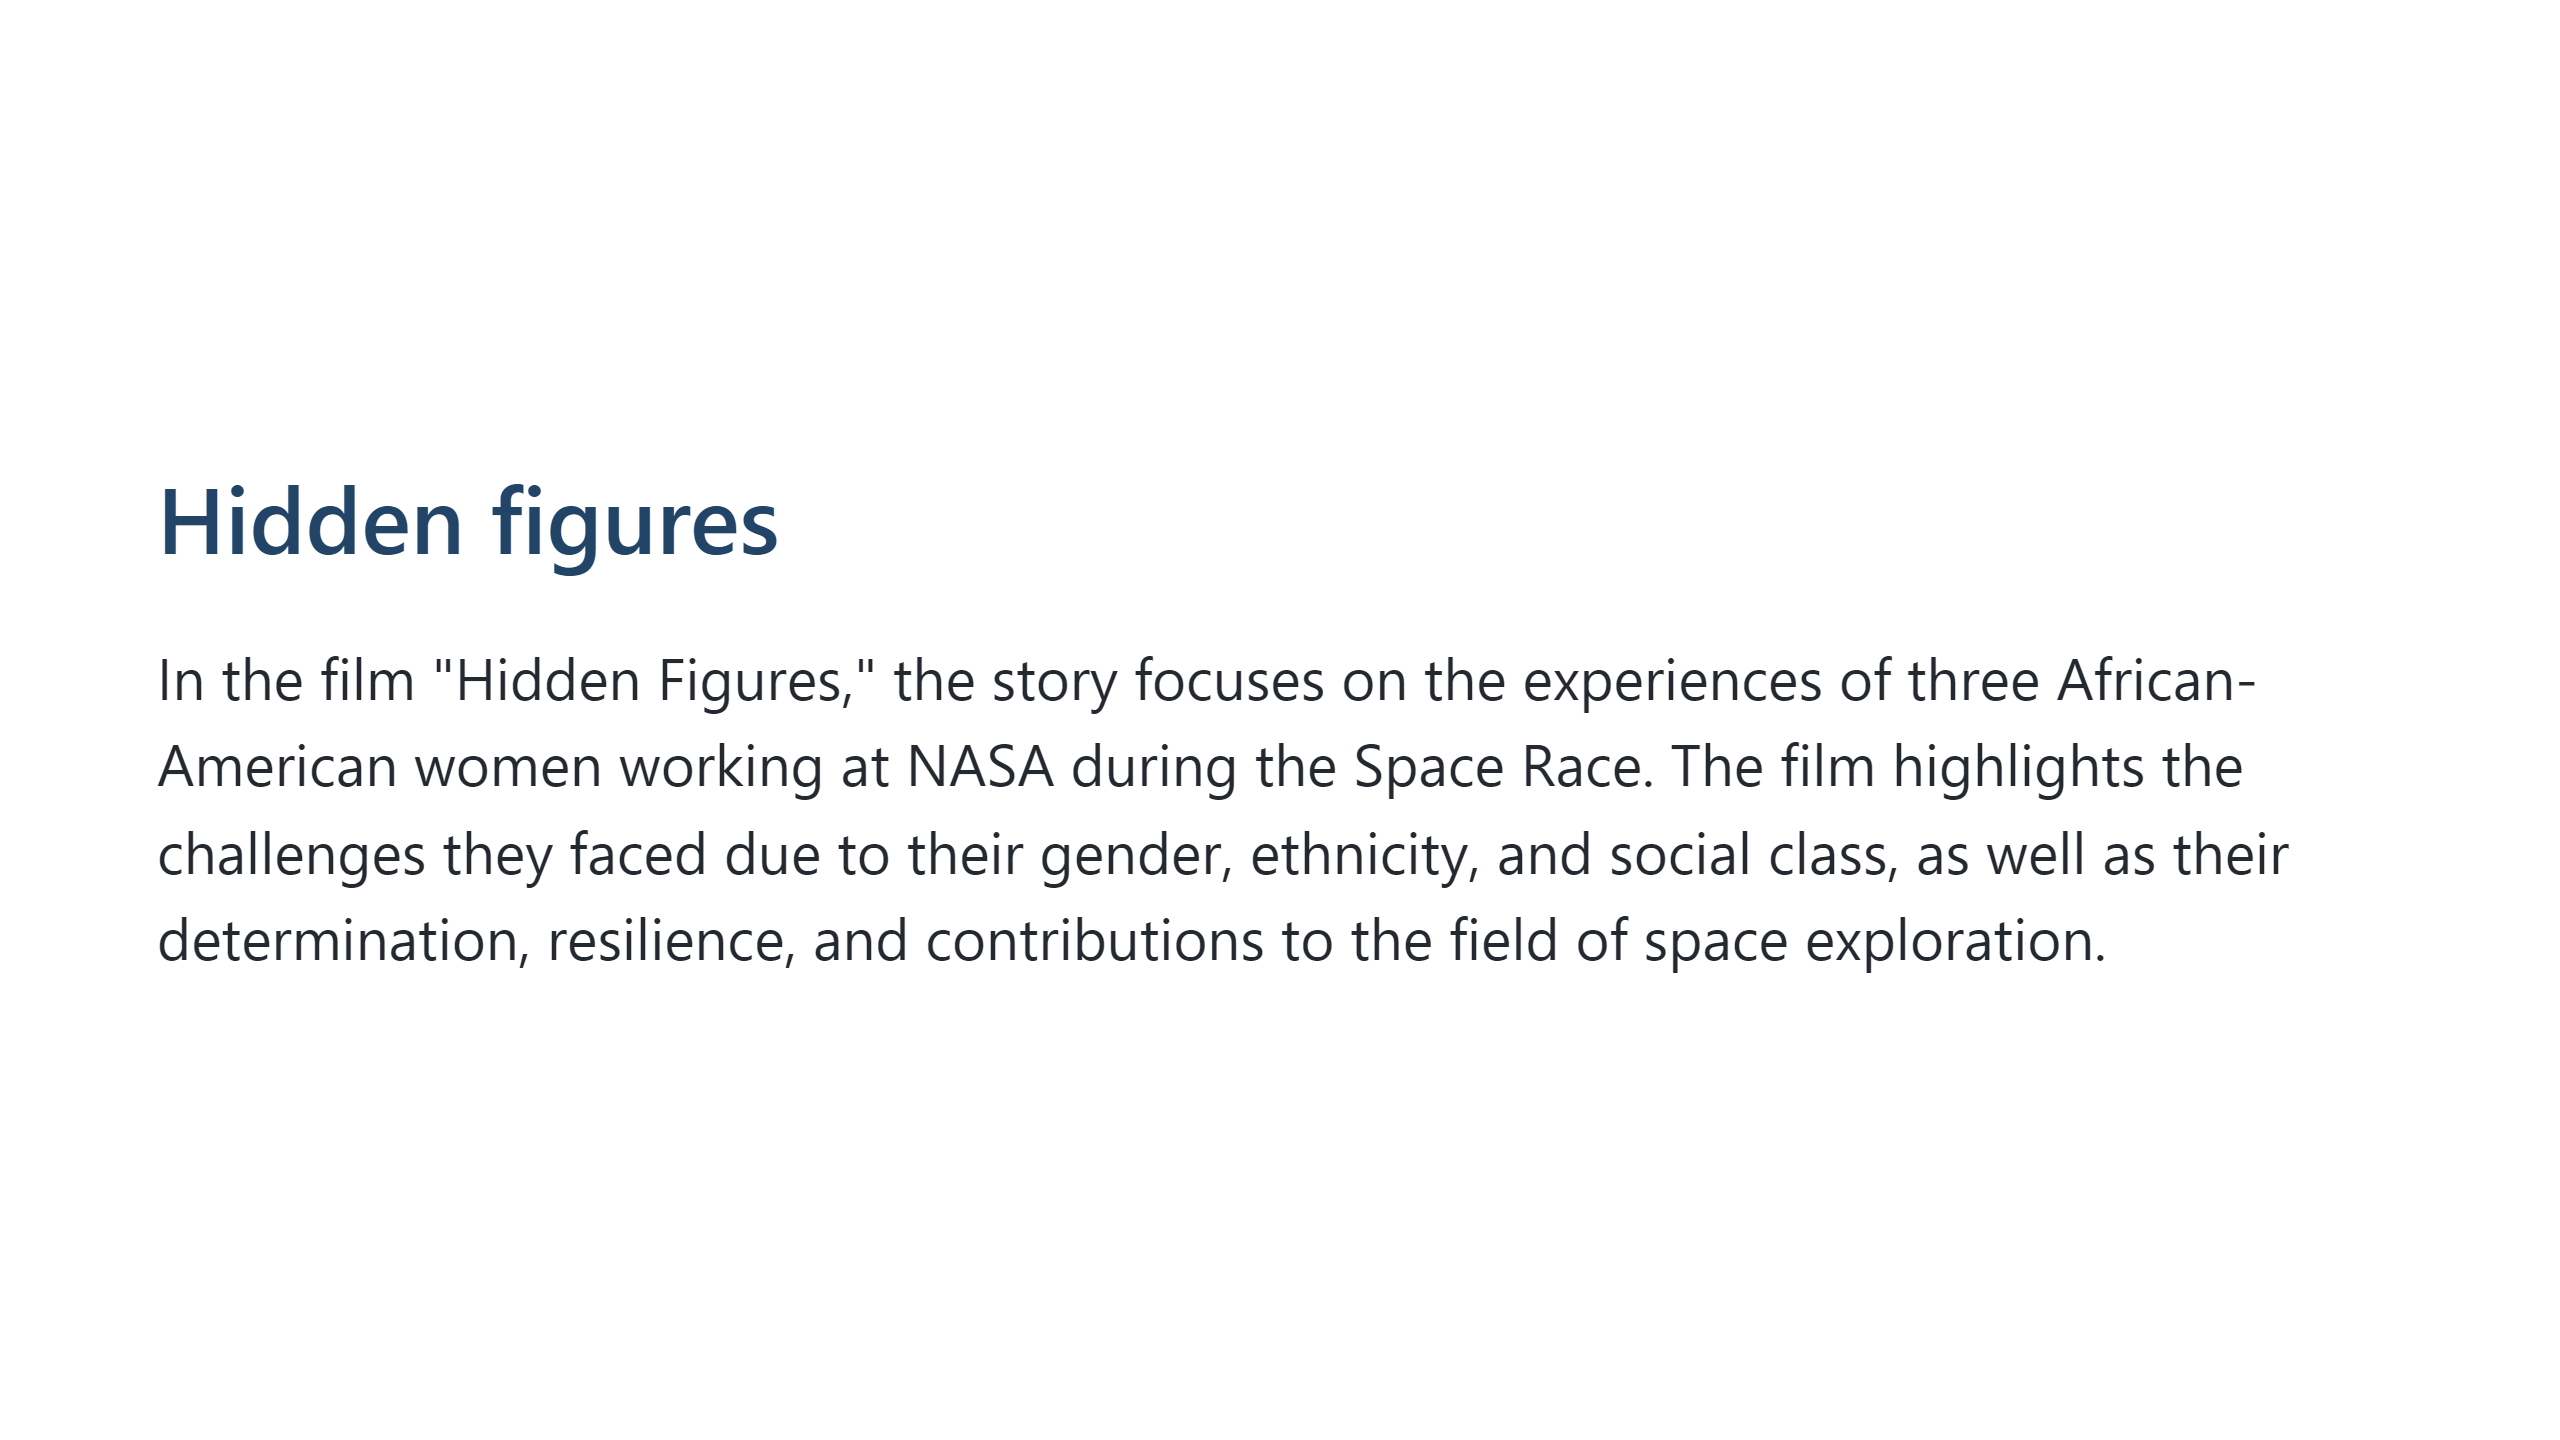 Hidden figures
In the film "Hidden Figures," the story focuses on the experiences of three African-
American women working at NASA during the Space Race. The film highlights the
challenges they faced due to their gender, ethnicity, and social class, as well as their
determination, resilience, and contributions to the field of space exploration.